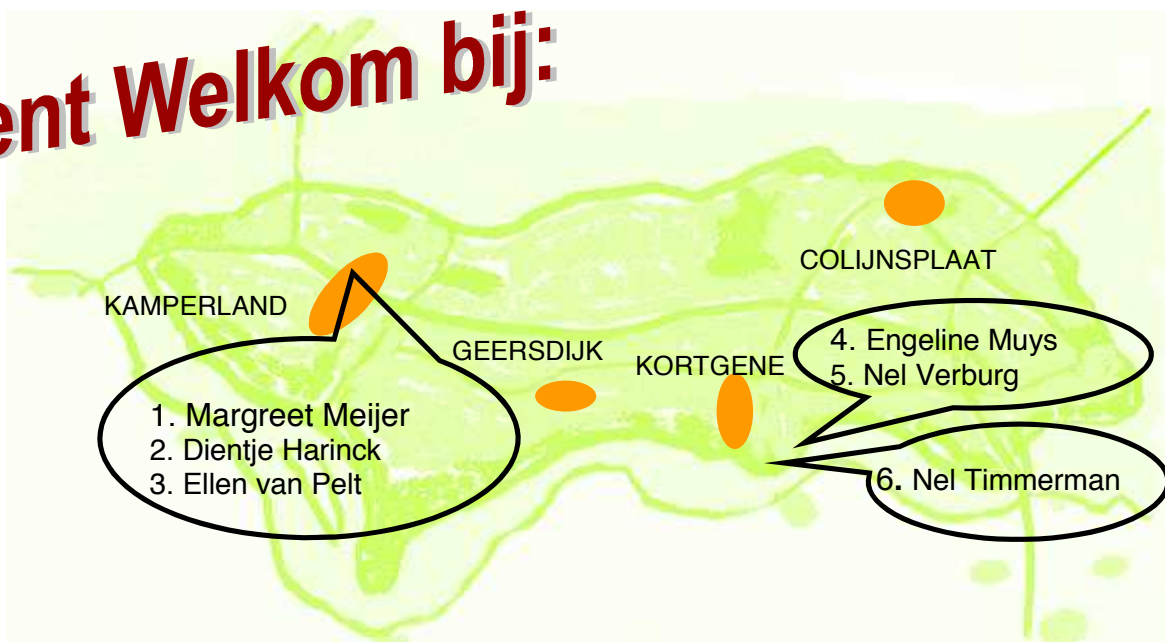 ent Welkom bij:
COLIJNSPLAAT
KAMPERLAND
GEERSDIJK
KORTGENE
4. Engeline Muys
5. Nel Verburg
1. Margreet Meijer
2. Dientje Harinck
3. Ellen van Pelt
6. Nel Timmerman